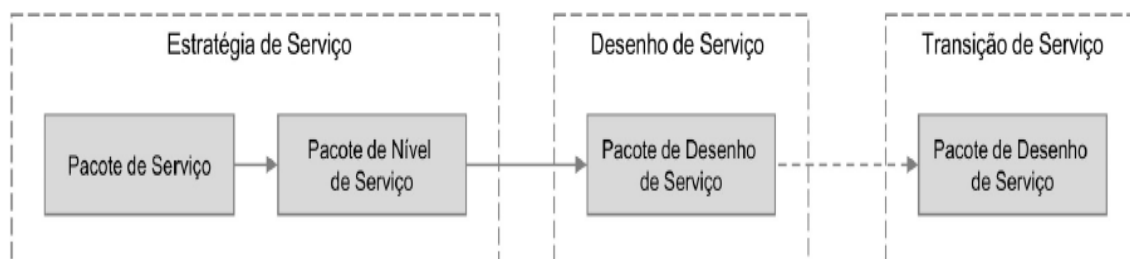 Estratégia de Serviço
Desenho de Serviço
Transição de Serviço
Pacote de Serviço
Pacote de Nível
de Serviço
Pacote de Desenho
de Serviço
Pacote de Desenho
de Serviço